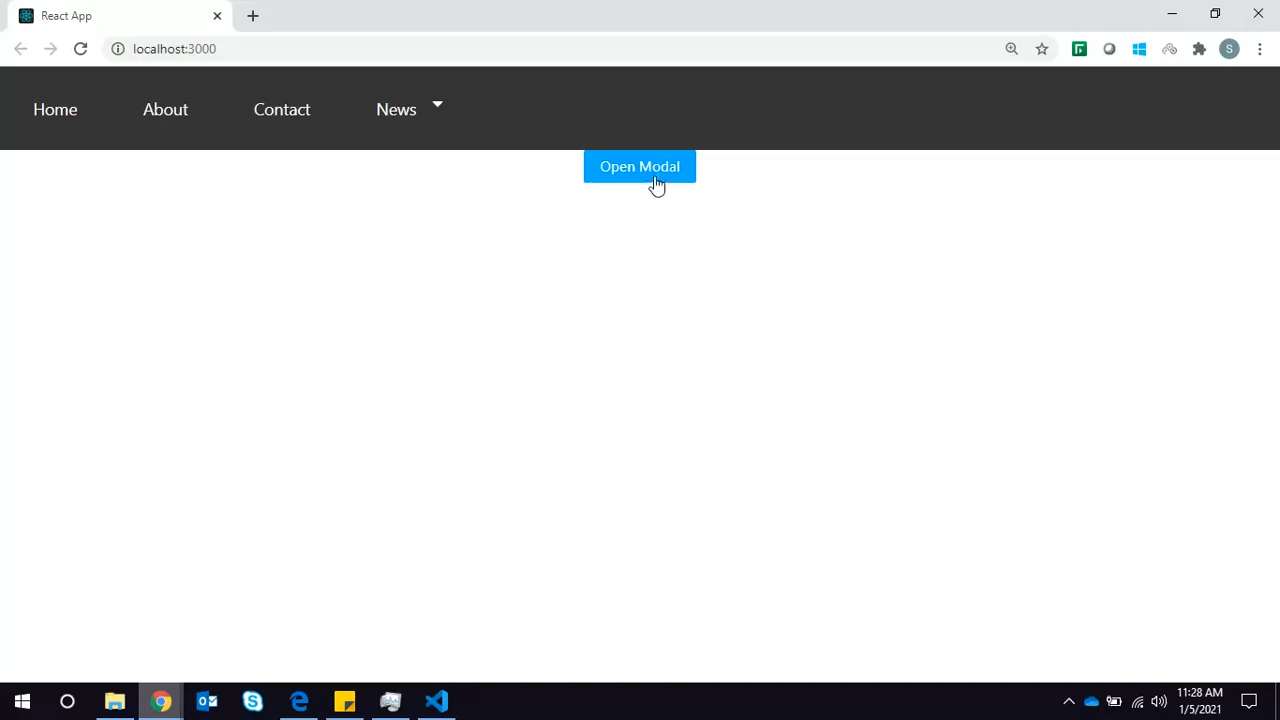 React App
localhost:3000
S
Home
About
Contact
News
Open Modal
11:28 AM
1/5/2021